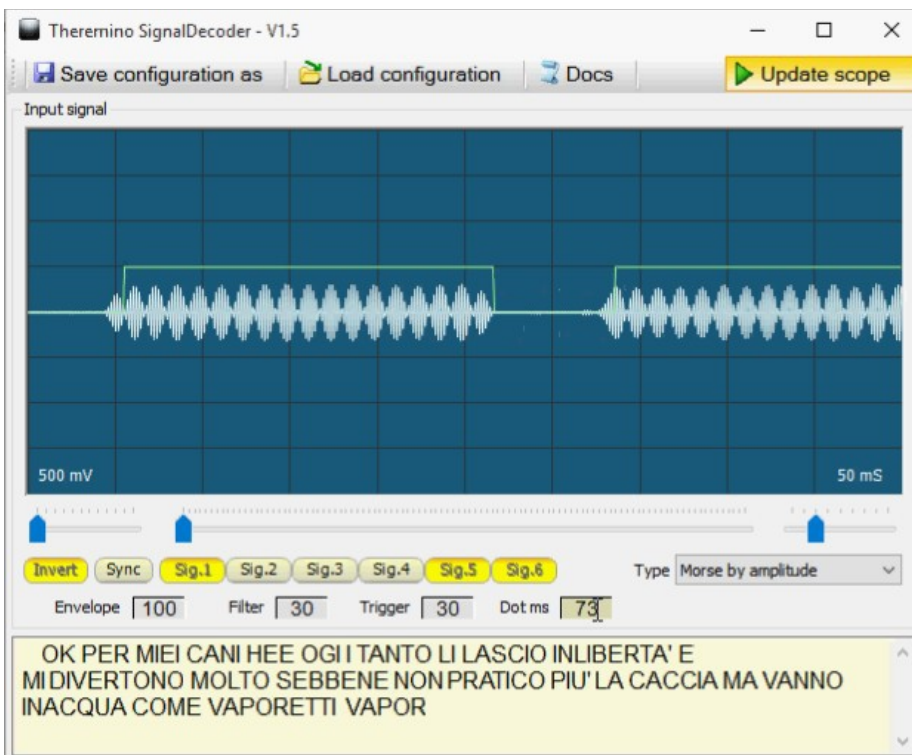 Theremino SignalDecoder - V1.5
Save configuration as Load configuration Docs Update scope
Input signal
500 mV 50 mS
Invert Sync Sig.1 Sig.2 Sig.3 Sig.4 Sig.5 Sig.6 Type Morse by amplitude
Envelope 100 Filter 30 Trigger 30 Dot ms 73
OK PER MIEI CANI HEE OGI I TANTO LI LASCIO INLIBERTA' E
MIDIVERTONO MOLTO SEBBENE NON PRATICO PIU' LA CACCIA MA VANNO
INACQUA COME VAPORETTI VAPOR